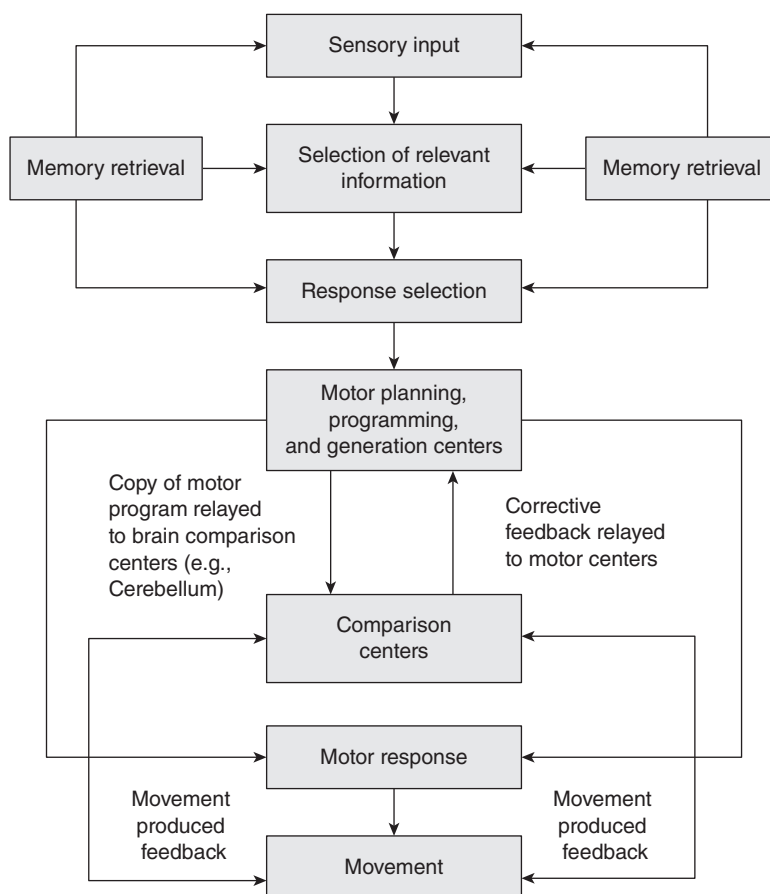 Sensory input
Memory retrieval
Selection of relevant
information
Memory retrieval
Response selection
Motor planning,
programming,
and generation centers
Copy of motor
program relayed
to brain comparison
centers (e.g.,
Cerebellum)
Corrective
feedback relayed
to motor centers
Comparison
centers
Motor response
Movement
produced
feedback
Movement
produced
feedback
Movement